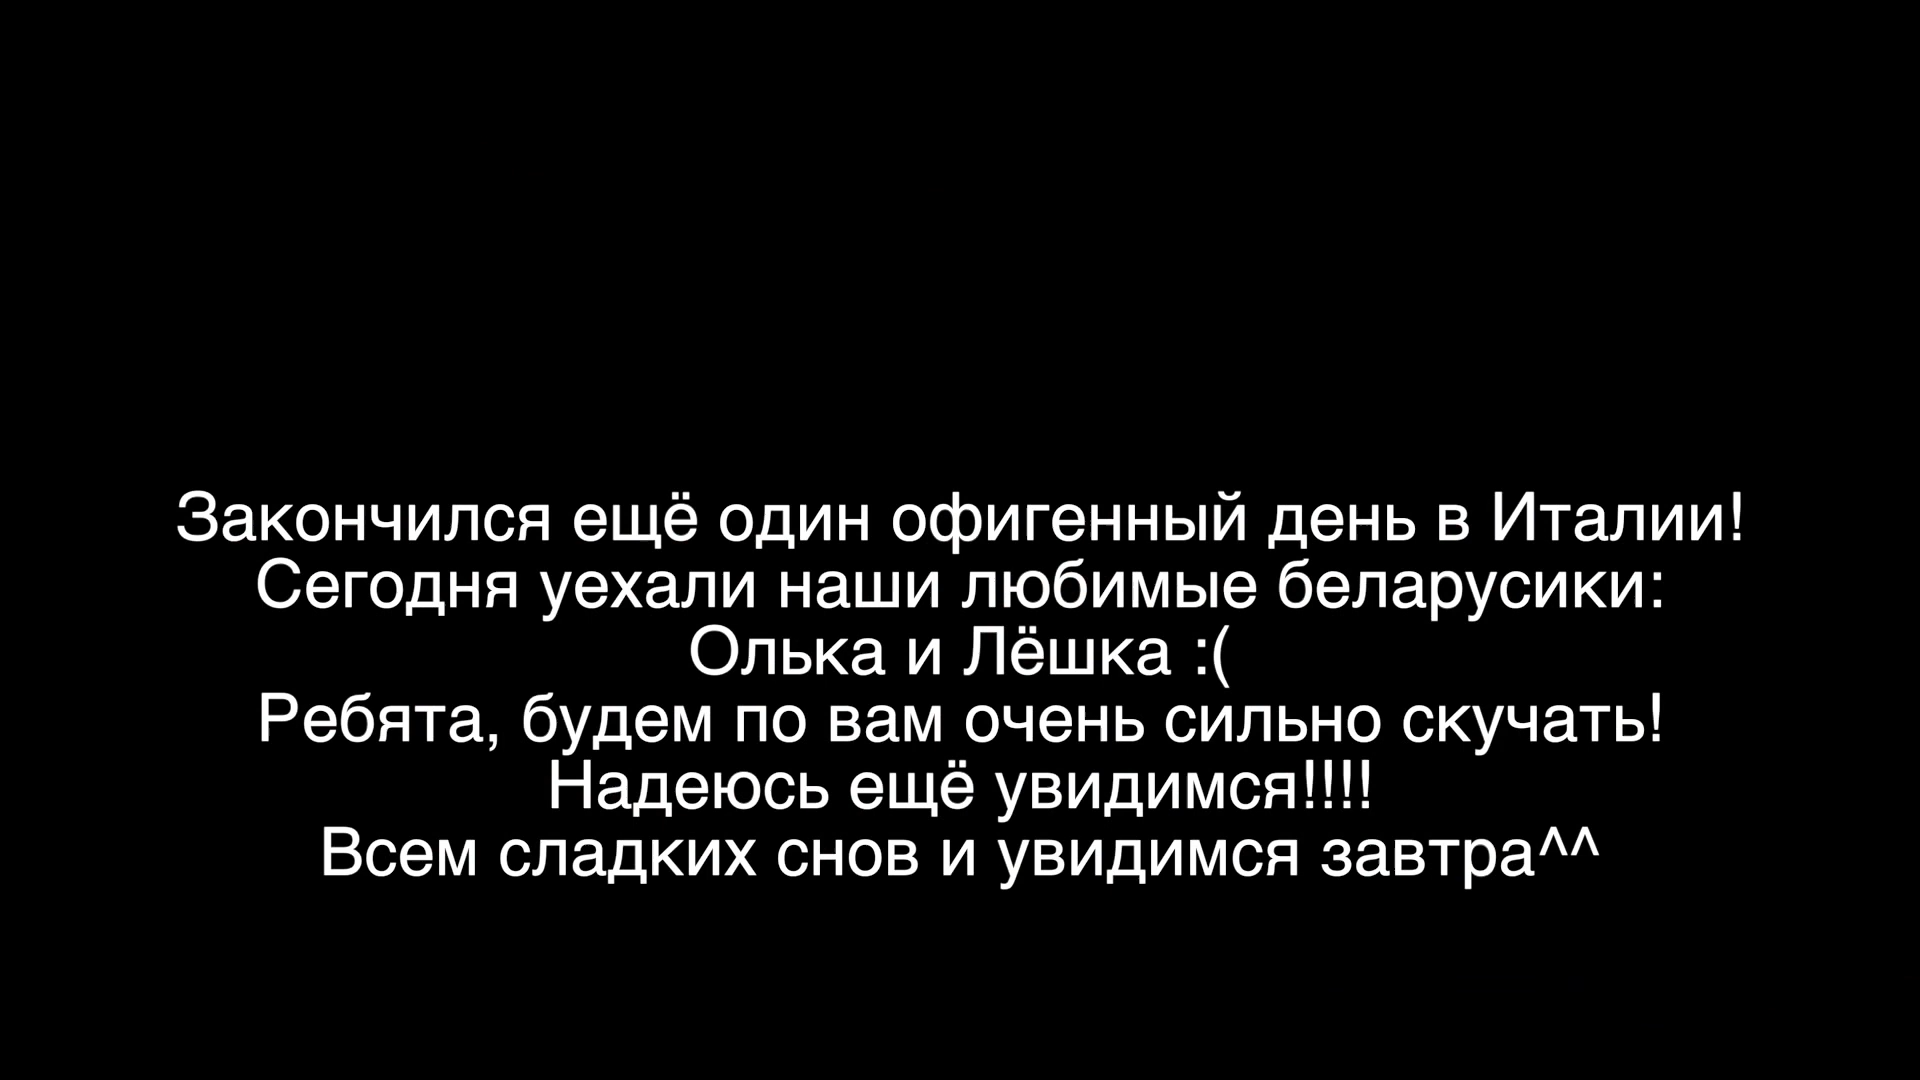 Закончился ещё один офигенный день в Италии!
Сегодня уехали наши любимые беларусики:
Олька и Лёшка :(
Ребята, будем по вам очень сильно скучать!
Надеюсь ещё увидимся!!!!
Всем сладких снов и увидимся завтра^^